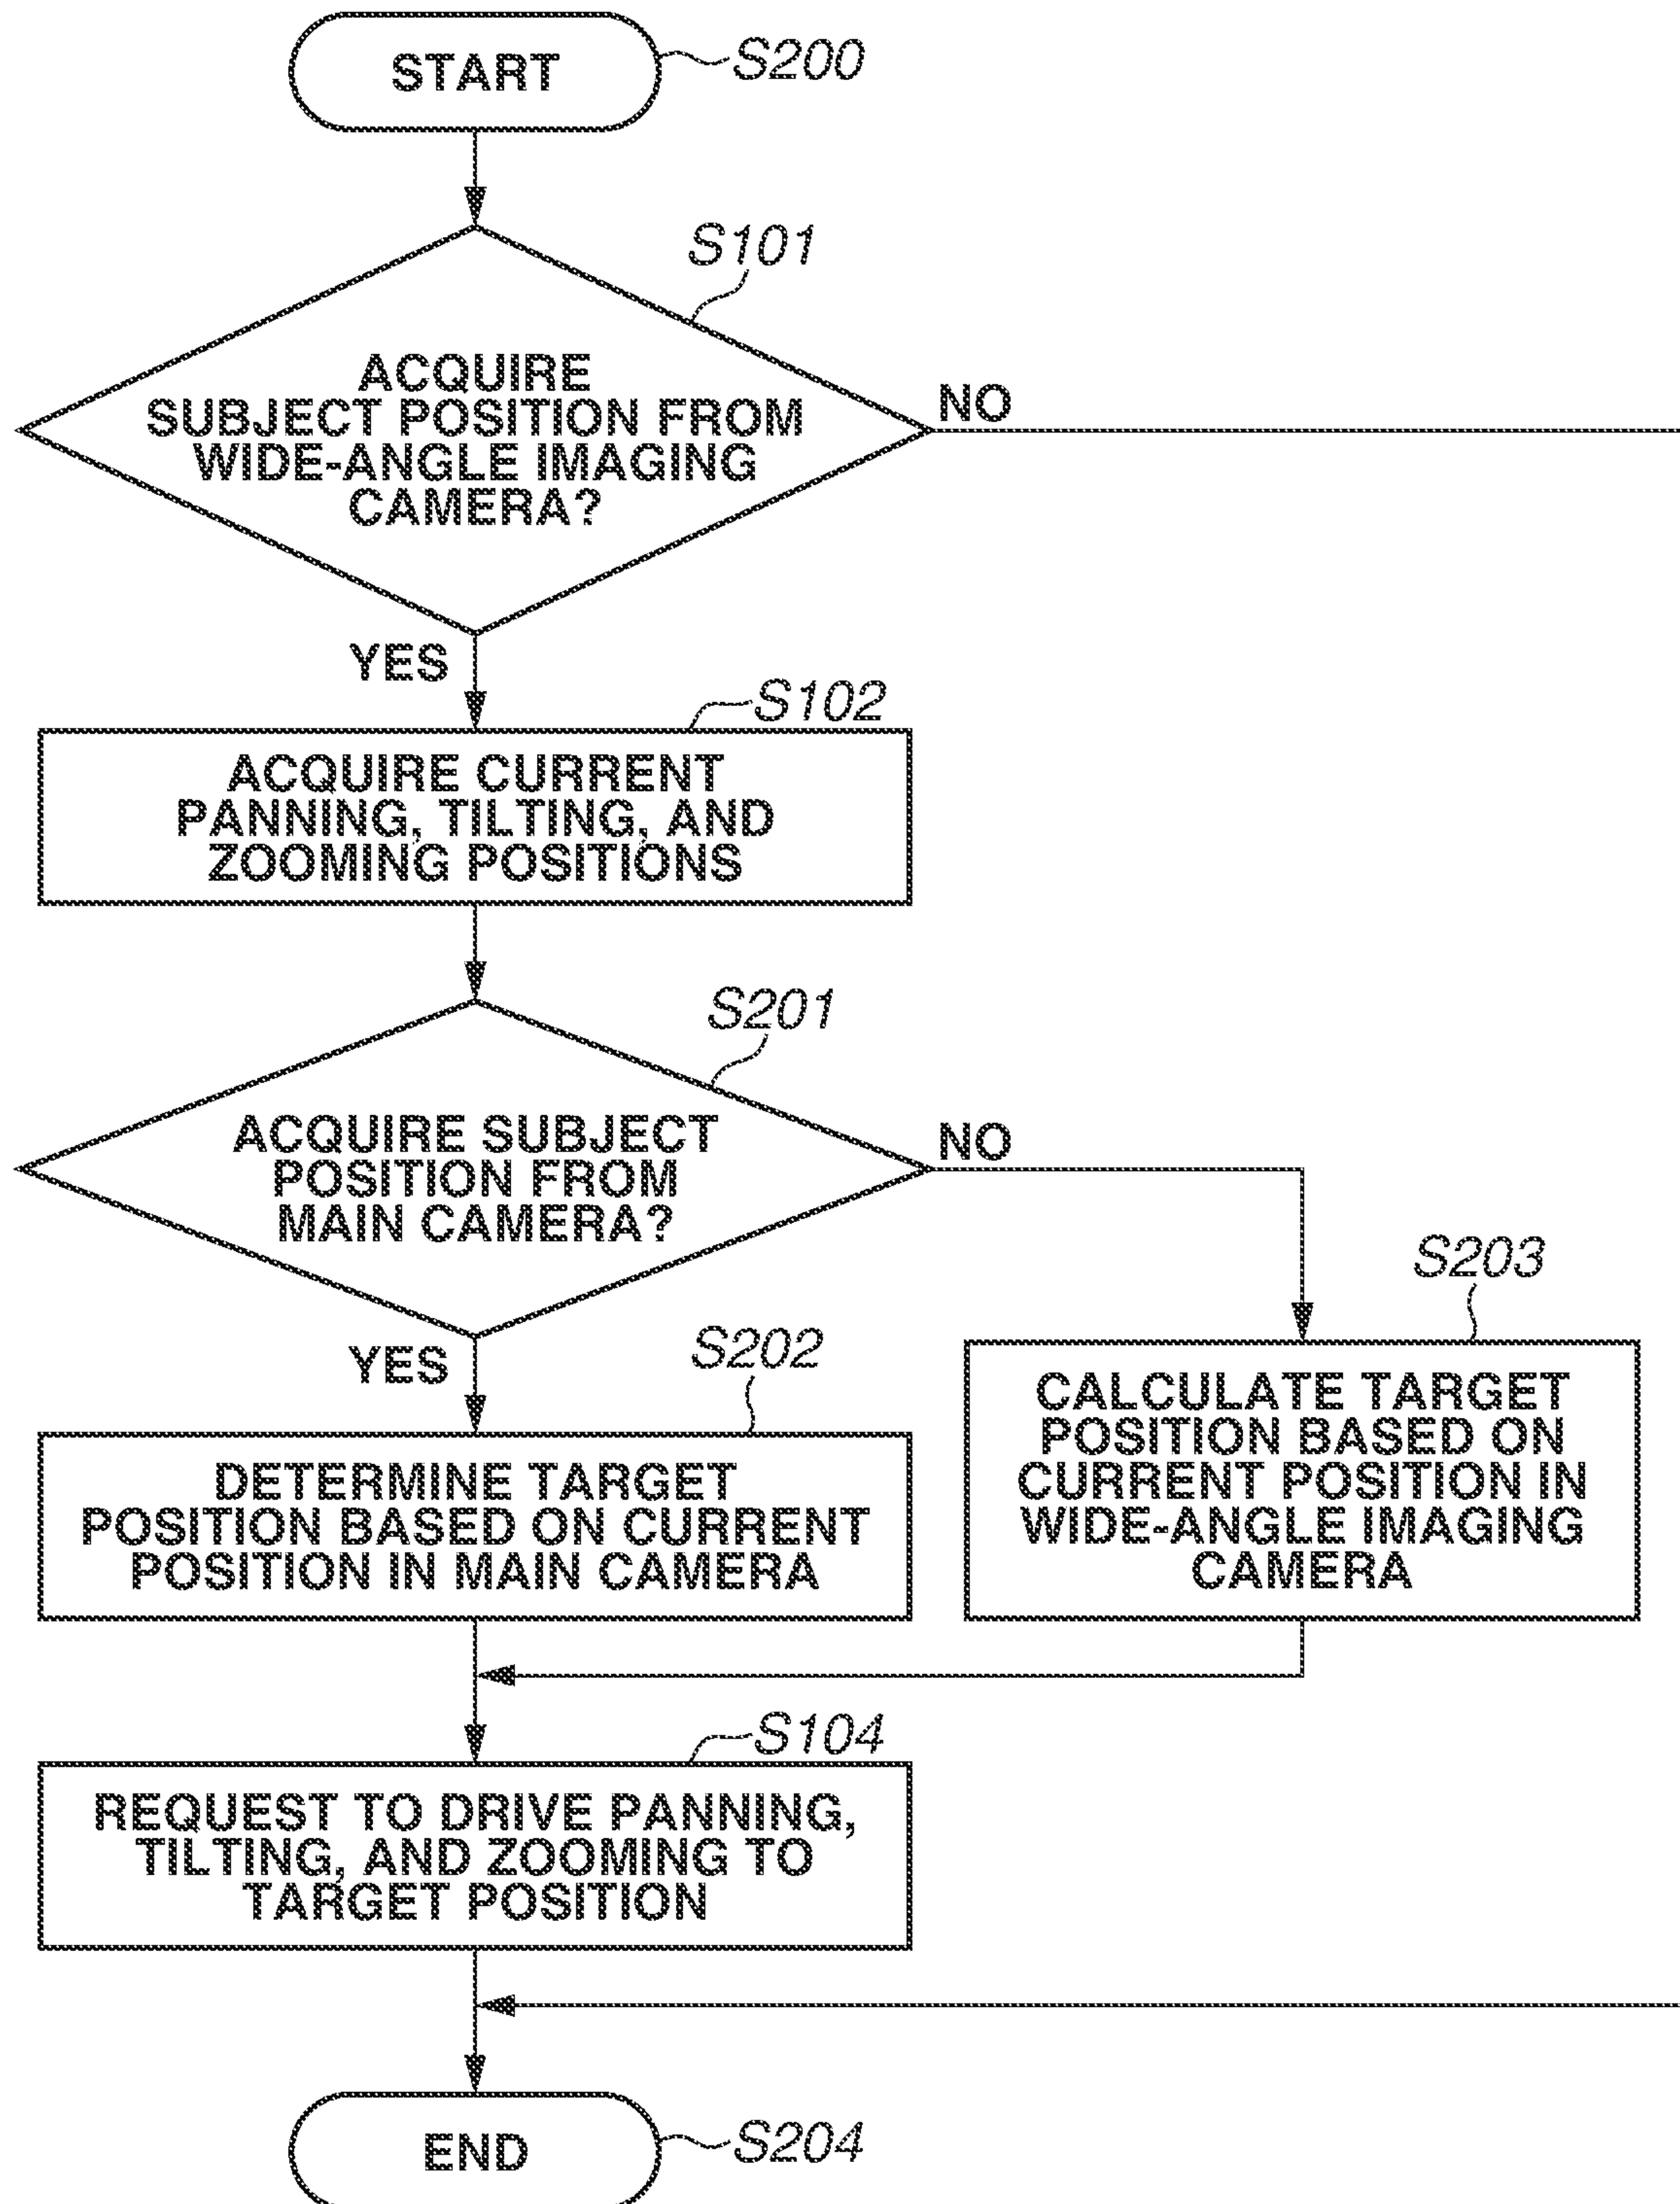 START
S200
S101
ACQUIRE
SUBJECT POSITION FROM
WIDE-ANGLE IMAGING
CAMERA?
NO
YES
S102
ACQUIRE CURRENT
PANNING, TILTING, AND
ZOOMING POSITIONS
S201
ACQUIRE SUBJECT
POSITION FROM
MAIN CAMERA?
NO
YES
S202
DETERMINE TARGET
POSITION BASED ON CURRENT
POSITION IN MAIN CAMERA
S203
CALCULATE TARGET
POSITION BASED ON
CURRENT POSITION IN
WIDE-ANGLE IMAGING
CAMERA
S104
REQUEST TO DRIVE PANNING,
TILTING, AND ZOOMING TO
TARGET POSITION
END
S204